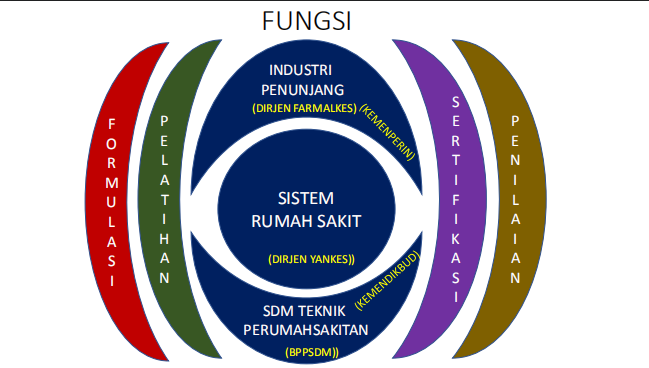 FUNGSI
FORMULASI
PELATIHAN
INDUSTRI
PENUNJANG
(DIRJEN FARMALKES)
(KEMENPERIN)
SISTEM
RUMAH SAKIT
(DIRJEN YANKES))
(KEMENDIKBUD)
SDM TEKNIK
PERUMAHSAKITAN
(BPPSDM))
SERTIFIKASI
PENILAIAN